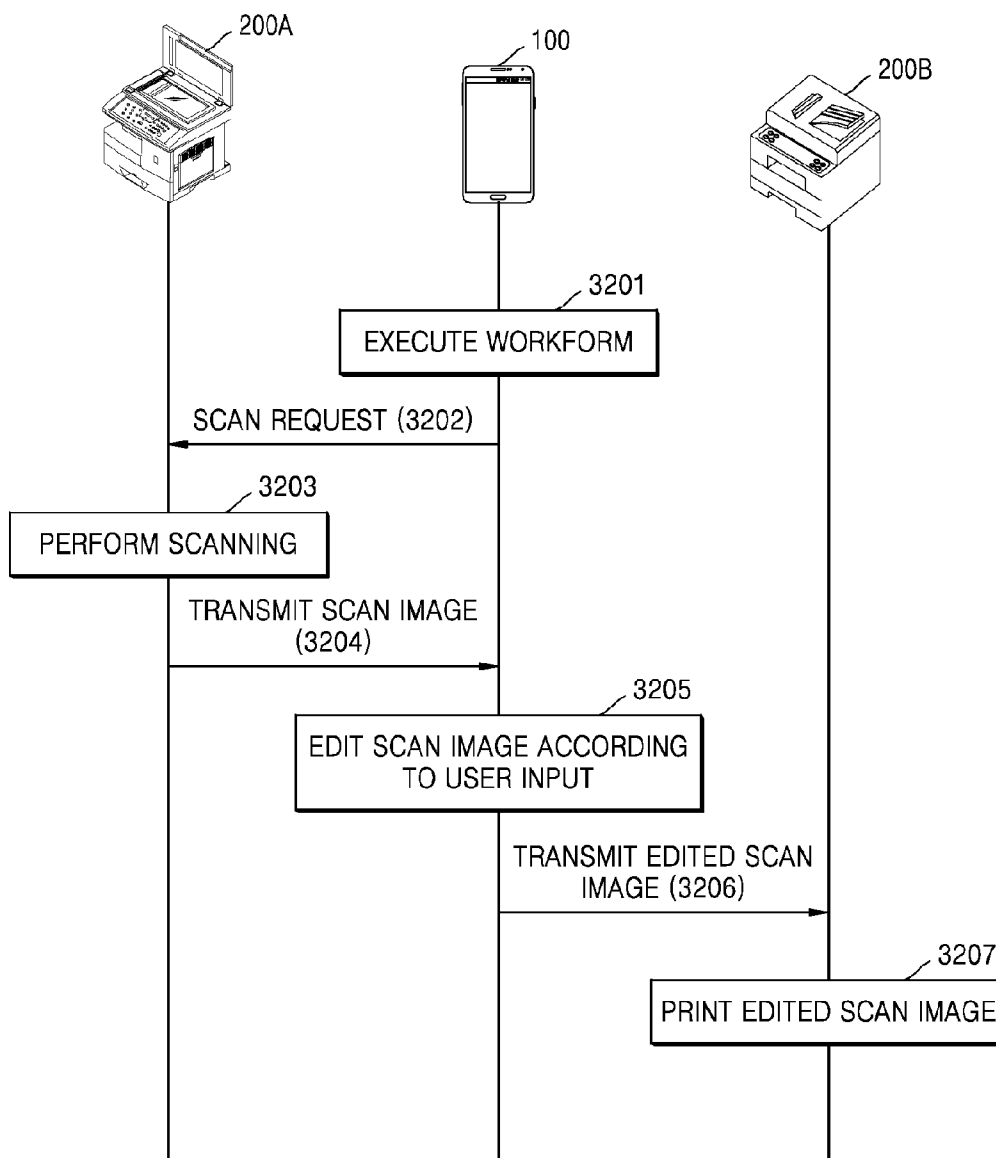 200A
100
200B
3201
EXECUTE WORKFORM
SCAN REQUEST (3202)
3203
PERFORM SCANNING
TRANSMIT SCAN IMAGE
(3204)
3205
EDIT SCAN IMAGE ACCORDING
TO USER INPUT
TRANSMIT EDITED SCAN
IMAGE (3206)
3207
PRINT EDITED SCAN IMAGE